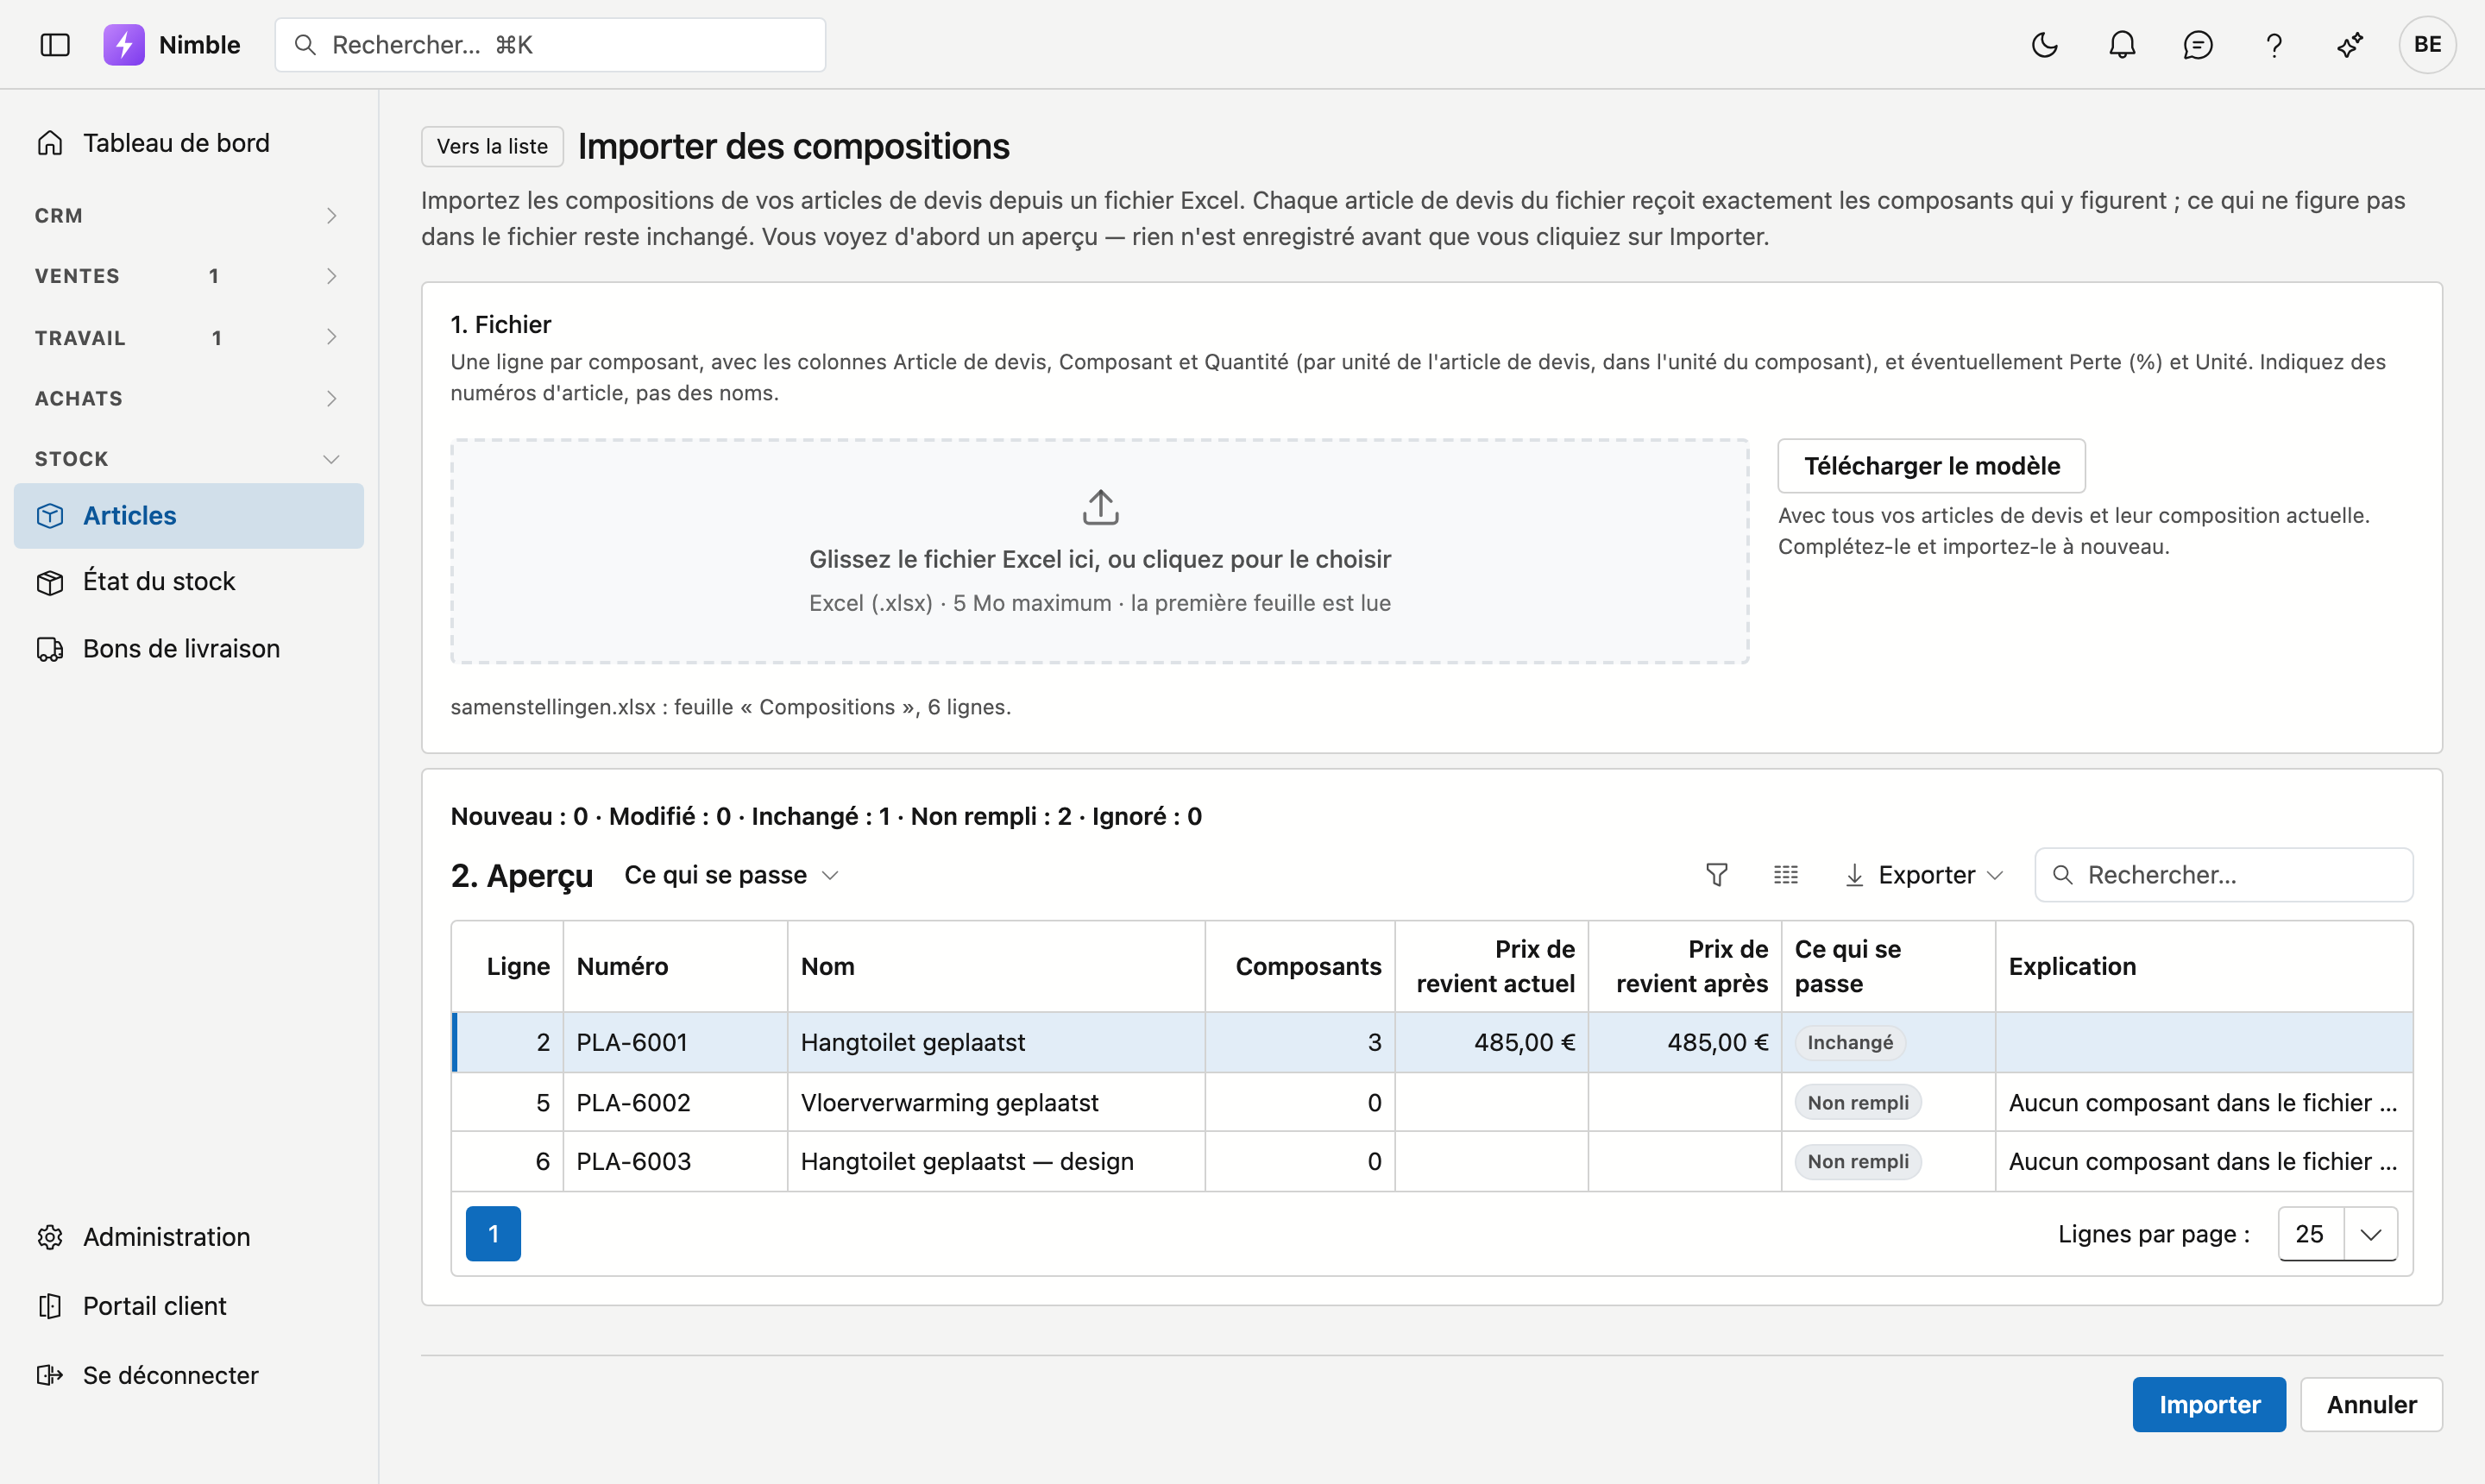 Nimble
Rechercher... ⌘K
BE
Tableau de bord
CRM
VENTES 1
TRAVAIL 1
ACHATS
STOCK
Articles
État du stock
Bons de livraison
Administration
Portail client
Se déconnecter
Vers la liste
Importer des compositions
Importez les compositions de vos articles de devis depuis un fichier Excel. Chaque article de devis du fichier reçoit exactement les composants qui y figurent ; ce qui ne figure pas
dans le fichier reste inchangé. Vous voyez d'abord un aperçu — rien n'est enregistré avant que vous cliquiez sur Importer.
1. Fichier
Une ligne par composant, avec les colonnes Article de devis, Composant et Quantité (par unité de l'article de devis, dans l'unité du composant), et éventuellement Perte (%) et Unité. Indiquez des
numéros d'article, pas des noms.
Glissez le fichier Excel ici, ou cliquez pour le choisir
Excel (.xlsx) · 5 Mo maximum · la première feuille est lue
Télécharger le modèle
Avec tous vos articles de devis et leur composition actuelle.
Complétez-le et importez-le à nouveau.
samenstellingen.xlsx : feuille « Compositions », 6 lignes.
Nouveau : 0 · Modifié : 0 · Inchangé : 1 · Non rempli : 2 · Ignoré : 0
2. Aperçu Ce qui se passe Exporter Rechercher...
Ligne Numéro Nom Composants Prix de revient actuel Prix de revient après Ce qui se passe Explication
2 PLA-6001 Hangtoilet geplaatst 3 485,00 € 485,00 € Inchangé
5 PLA-6002 Vloerverwarming geplaatst 0 Non rempli Aucun composant dans le fichier ...
6 PLA-6003 Hangtoilet geplaatst — design 0 Non rempli Aucun composant dans le fichier ...
1 Lignes par page : 25
Importer Annuler